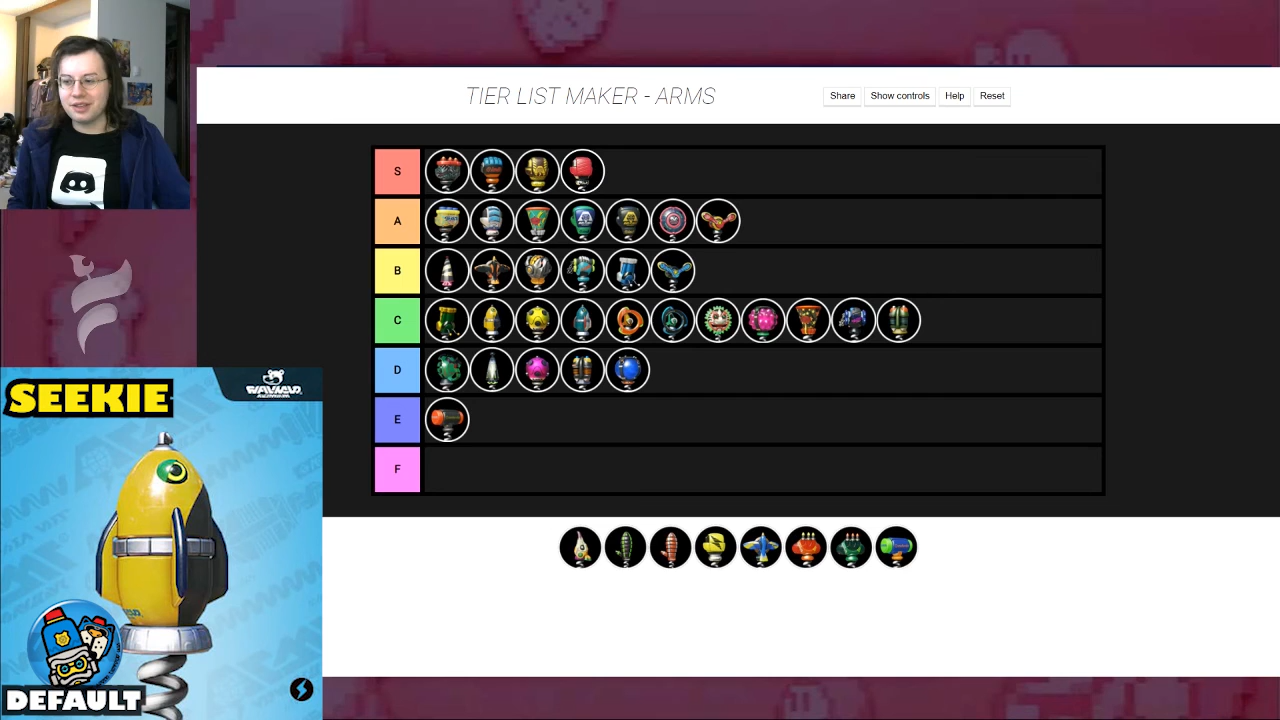 TIER LIST MAKER - ARMS
Share
Show controls
Help
Reset
S
A
B
C
D
E
F
SEEKIE
DEFAULT